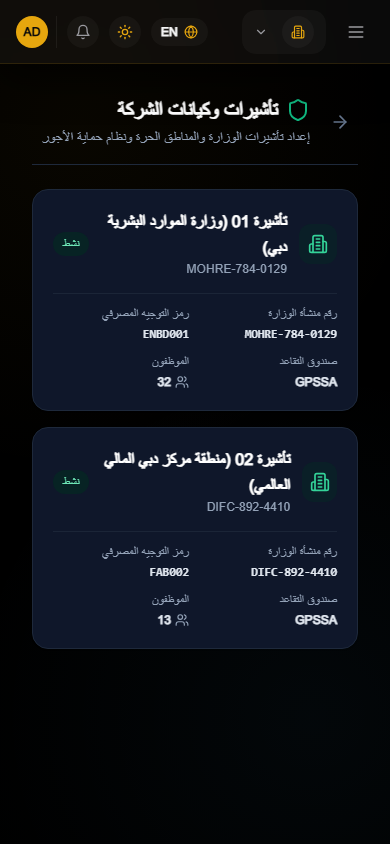 AD
EN
تأشيرات وكيانات الشركة
إعداد تأشيرات الوزارة والمناطق الحرة ونظام حماية الأجور
تأشيرة 01 (وزارة الموارد البشرية
دبي)
MOHRE-784-0129
نشط
رقم منشأة الوزارة
MOHRE-784-0129
رمز التوجيه المصرفي
ENBD001
صندوق التقاعد
GPSSA
الموظفون
32
تأشيرة 02 (منطقة مركز دبي المالي
العالمي)
DIFC-892-4410
نشط
رقم منشأة الوزارة
DIFC-892-4410
رمز التوجيه المصرفي
FAB002
صندوق التقاعد
GPSSA
الموظفون
13